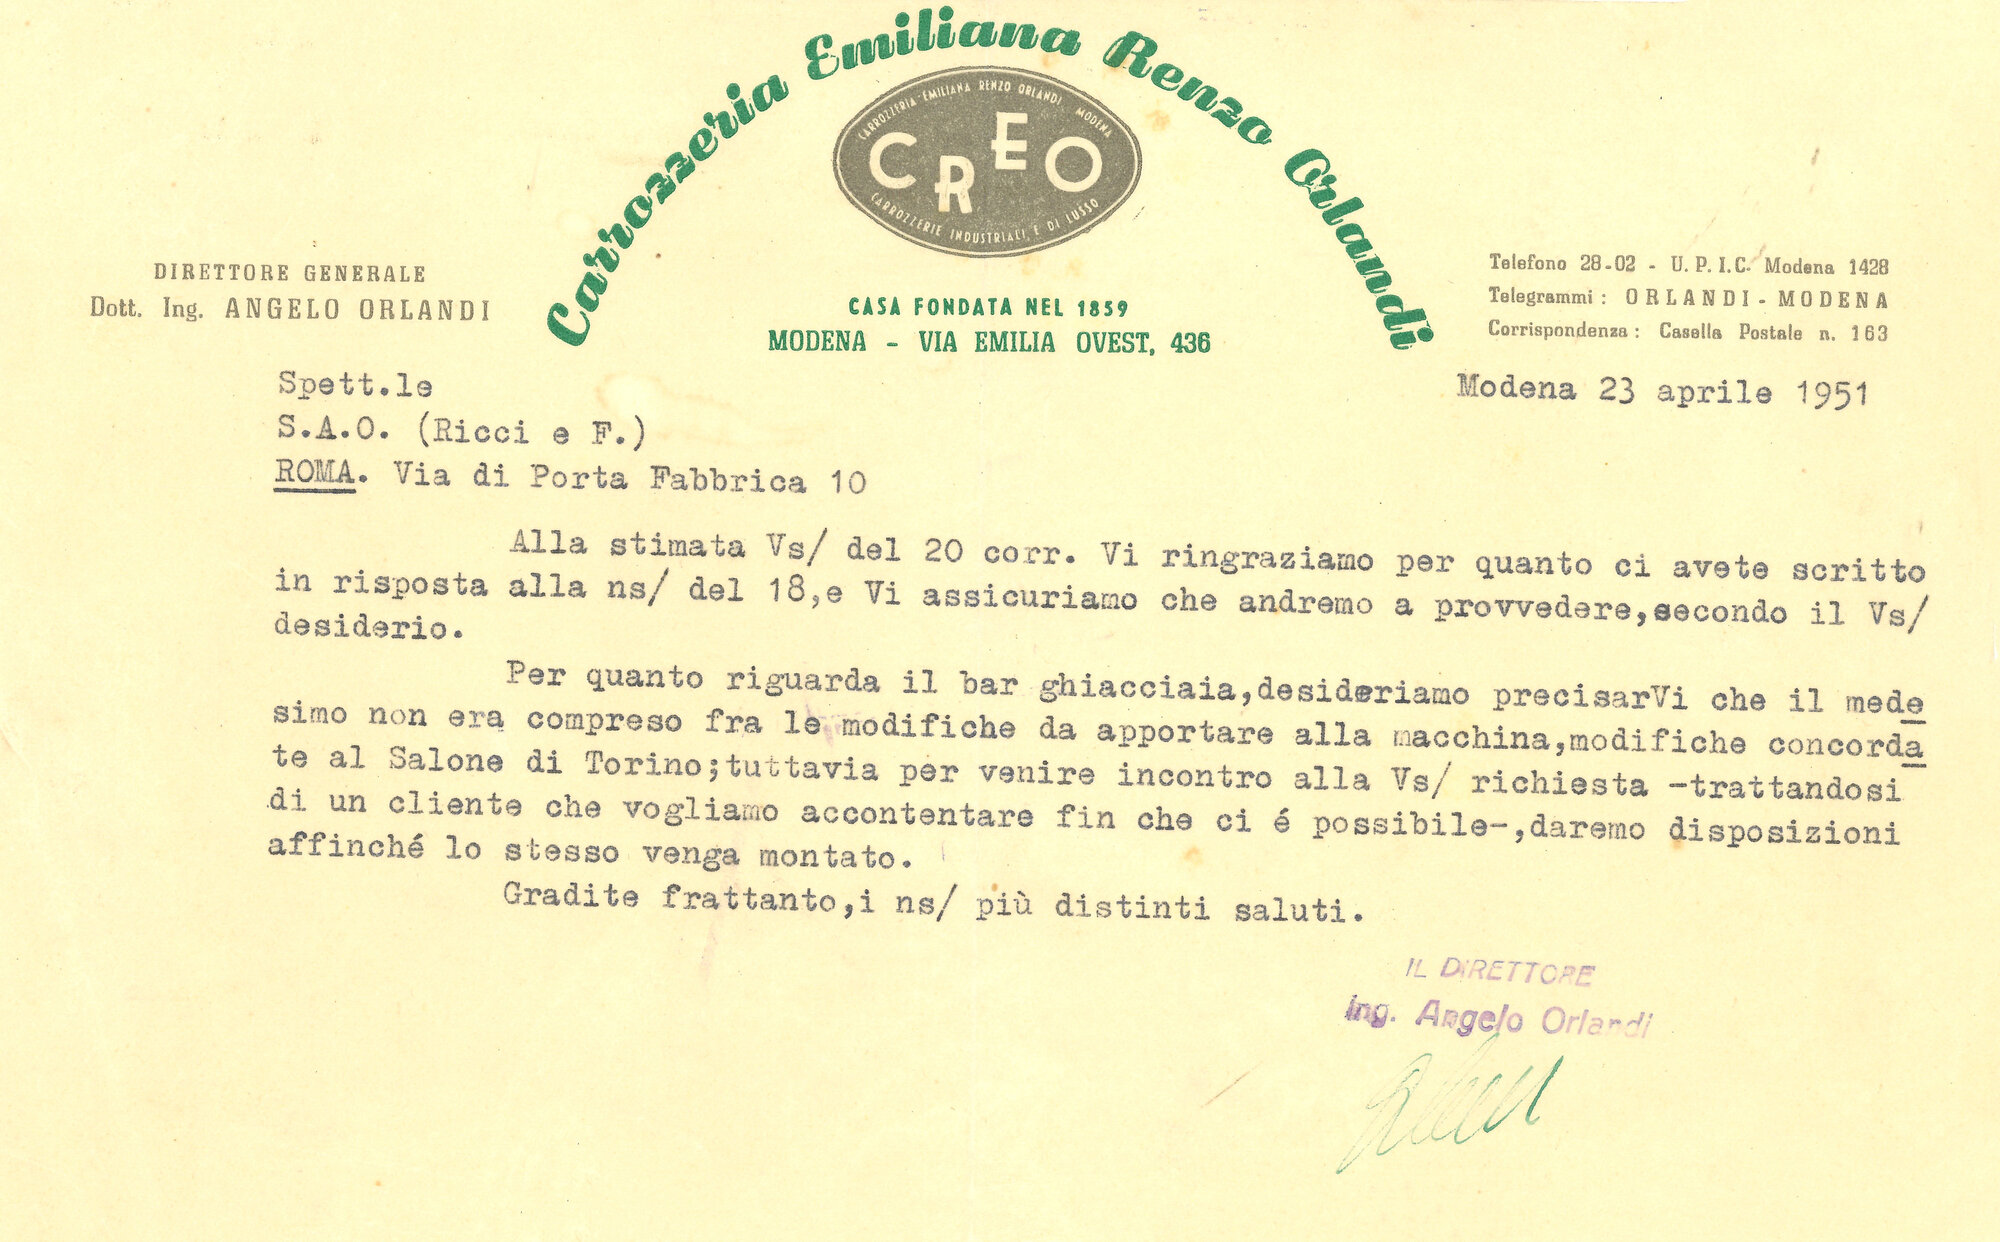 Carrozzeria Emiliana Renzo Orlandi
CARROZZERIA EMILIANA RENZO ORLANDI MODENA
CREO
CARROZZERIE INDUSTRIALI E DI LUSSO
CASA FONDATA NEL 1859
MODENA - VIA EMILIA OVEST, 436
DIRETTORE GENERALE
Dott. Ing. ANGELO ORLANDI
Telefono 28-02 - U.P.I.C. Modena 1428
Telegrammi: ORLANDI - MODENA
Corrispondenza: Casella Postale n. 163
Modena 23 aprile 1951
Spett.le
S.A.O. (Ricci e F.)
ROMA. Via di Porta Fabbrica 10
Alla stimata Vs/ del 20 corr. Vi ringraziamo per quanto ci avete scritto
in risposta alla ns/ del 18,e Vi assicuriamo che andremo a provvedere,secondo il Vs/
desiderio.
Per quanto riguarda il bar ghiacciaia,desideriamo precisarVi che il mede
simo non era compreso fra le modifiche da apportare alla macchina,modifiche concorda
te al Salone di Torino;tuttavia per venire incontro alla Vs/ richiesta -trattandosi
di un cliente che vogliamo accontentare fin che ci é possibile-,daremo disposizioni
affinché lo stesso venga montato.
Gradite frattanto,i ns/ più distinti saluti.
IL DIRETTORE
Ing. Angelo Orlandi